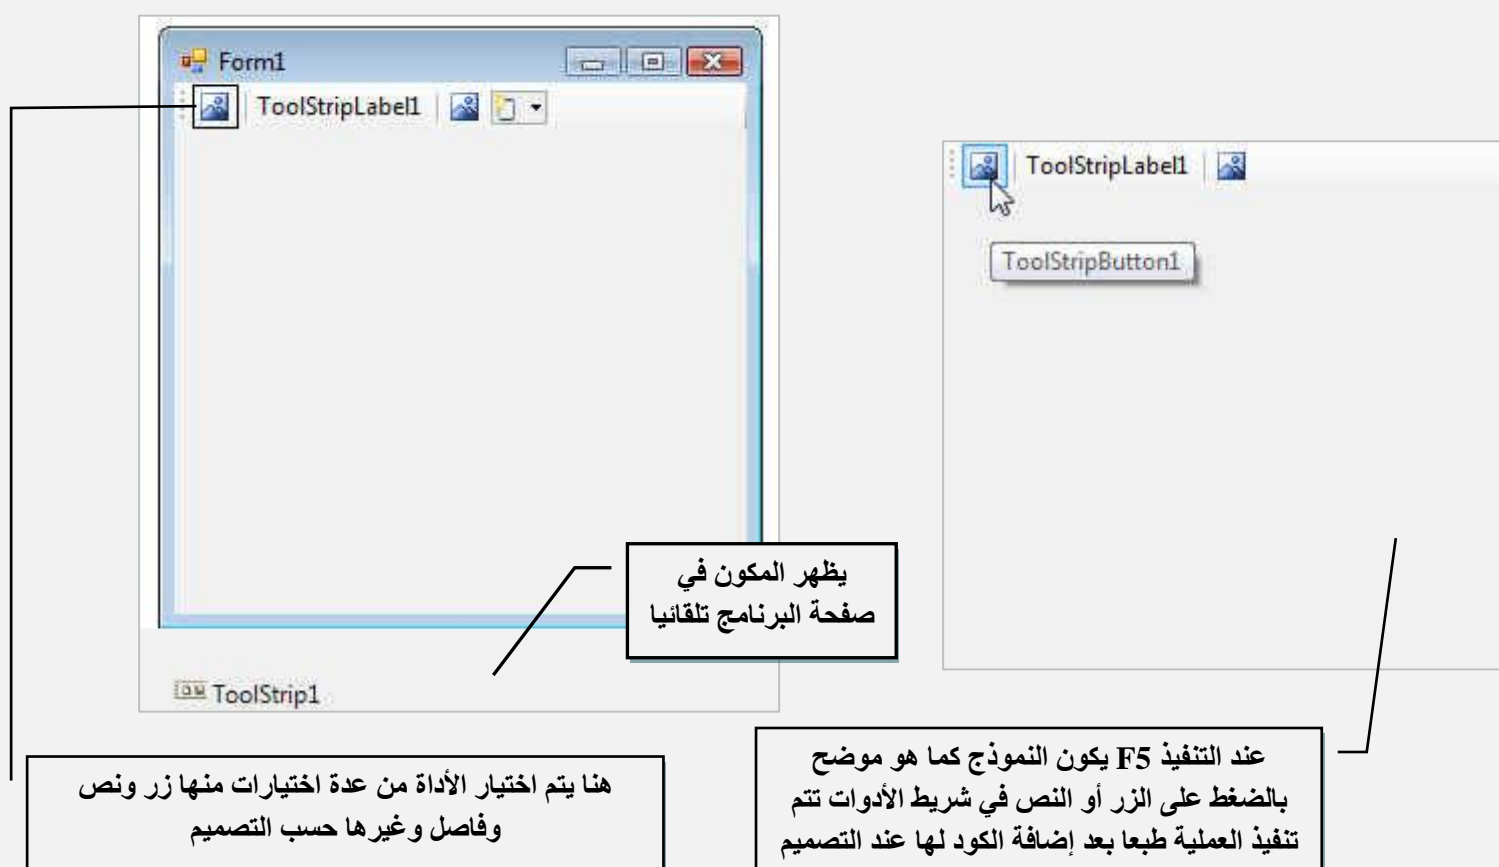 Form1
ToolStripLabel1
ToolStripLabel1
ToolStripButton1
يظهر المكون في
صفحة البرنامج تلقائيا
ToolStrip1
هنا يتم اختيار الأداة من عدة اختيارات منها زر ونص
وفاصل وغيرها حسب التصميم
عند التنفيذ F5 يكون النموذج كما هو موضح
بالضغط على الزر أو النص في شريط الأدوات تتم
تنفيذ العملية طبعا بعد إضافة الكود لها عند التصميم